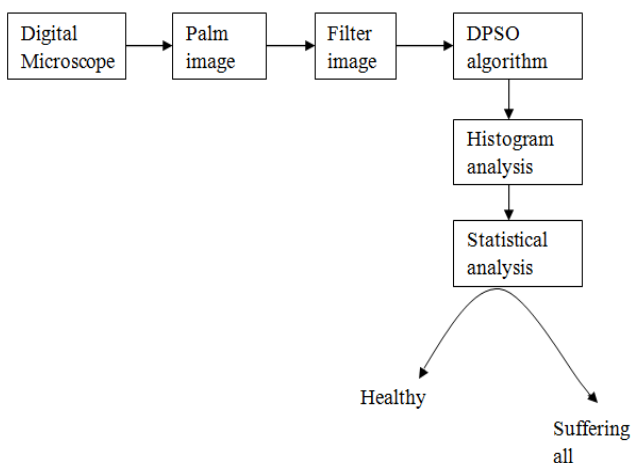 Digital
Microscope
Palm
image
Filter
image
DPSO
algorithm
Histogram
analysis
Statistical
analysis
Healthy
Suffering
all